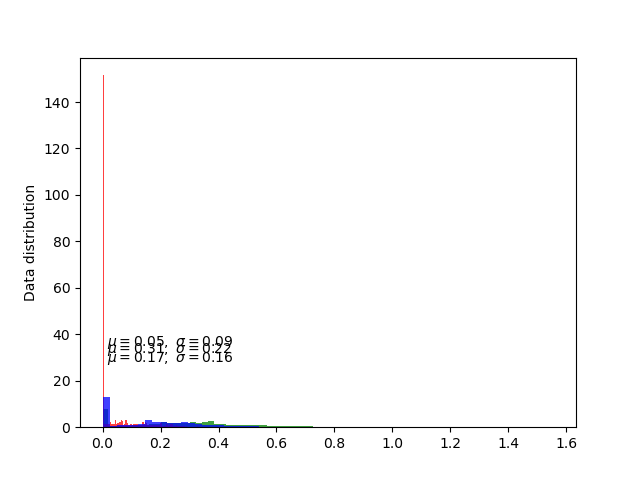 140
120
100
80
60
40
20
0
Data distribution
μ = 0.05, σ = 0.09
μ = 0.31, σ = 0.22
μ = 0.17, σ = 0.16
0.0 0.2 0.4 0.6 0.8 1.0 1.2 1.4 1.6